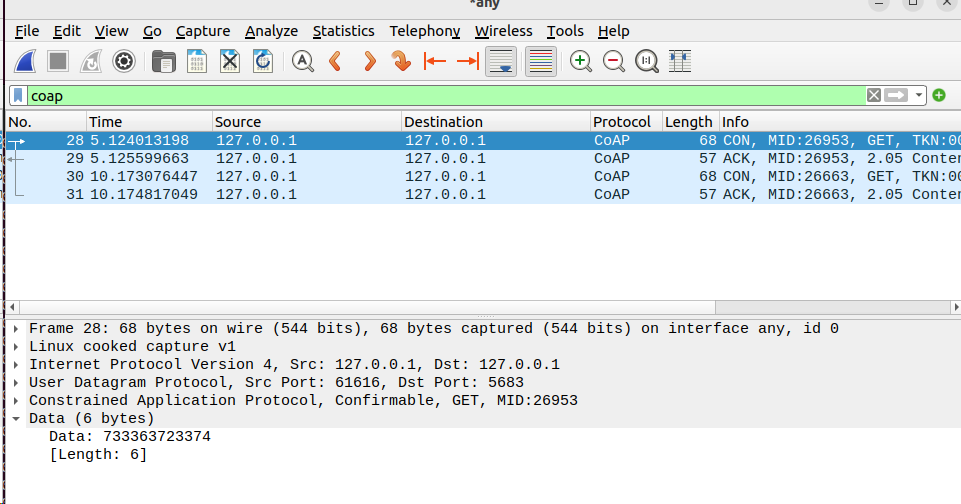 *any
File Edit View Go Capture Analyze Statistics Telephony Wireless Tools Help
coap
No. Time Source Destination Protocol Length Info
28 5.124013198 127.0.0.1 127.0.0.1 CoAP 68 CON, MID:26953, GET, TKN:00
29 5.125599663 127.0.0.1 127.0.0.1 CoAP 57 ACK, MID:26953, 2.05 Conter
30 10.173076447 127.0.0.1 127.0.0.1 CoAP 68 CON, MID:26663, GET, TKN:00
31 10.174817049 127.0.0.1 127.0.0.1 CoAP 57 ACK, MID:26663, 2.05 Conter
Frame 28: 68 bytes on wire (544 bits), 68 bytes captured (544 bits) on interface any, id 0
Linux cooked capture v1
Internet Protocol Version 4, Src: 127.0.0.1, Dst: 127.0.0.1
User Datagram Protocol, Src Port: 61616, Dst Port: 5683
Constrained Application Protocol, Confirmable, GET, MID:26953
Data (6 bytes)
Data: 733363723374
[Length: 6]